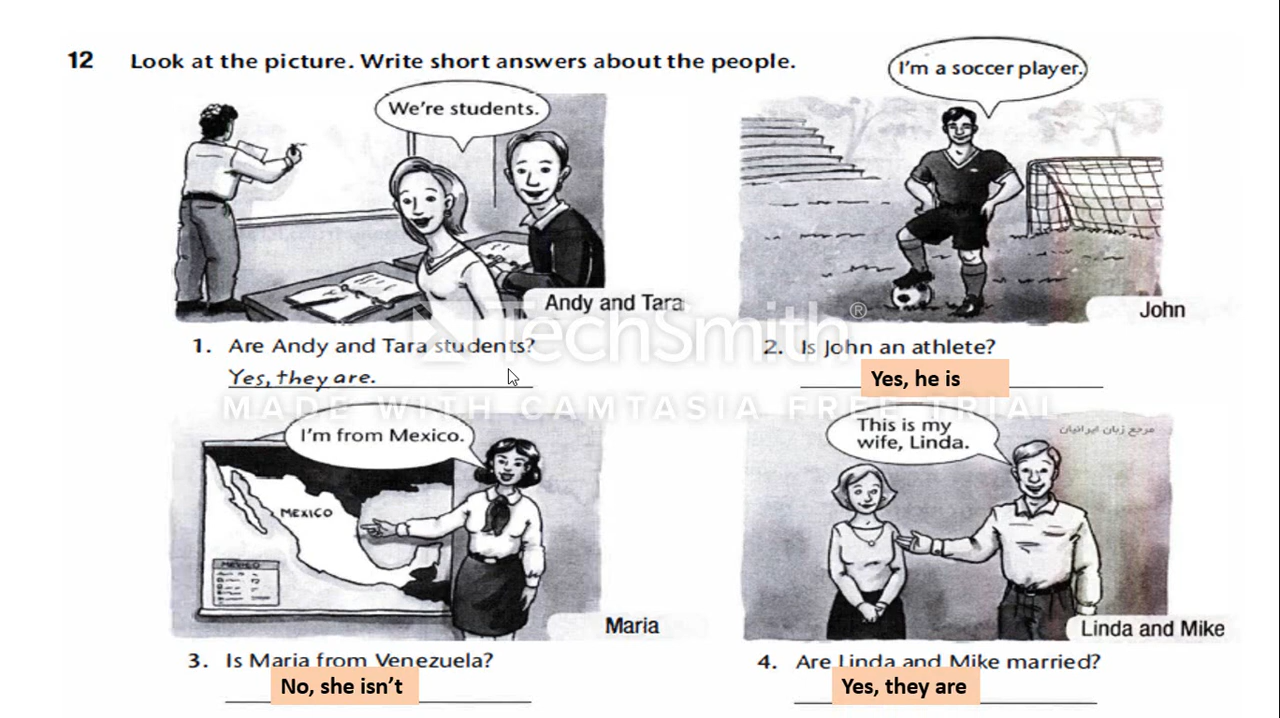 12 Look at the picture. Write short answers about the people.
We're students.
Andy and Tara
I'm a soccer player.
John
1. Are Andy and Tara students?
Yes, they are.
2. Is John an athlete?
Yes, he is
TechSmith®
MADE WITH CAMTASIA FREE TRIAL
I'm from Mexico.
MEXICO
MEXICO
Maria
This is my
wife, Linda.
مرجع زبان ایرانیان
Linda and Mike
3. Is Maria from Venezuela?
No, she isn't
4. Are Linda and Mike married?
Yes, they are